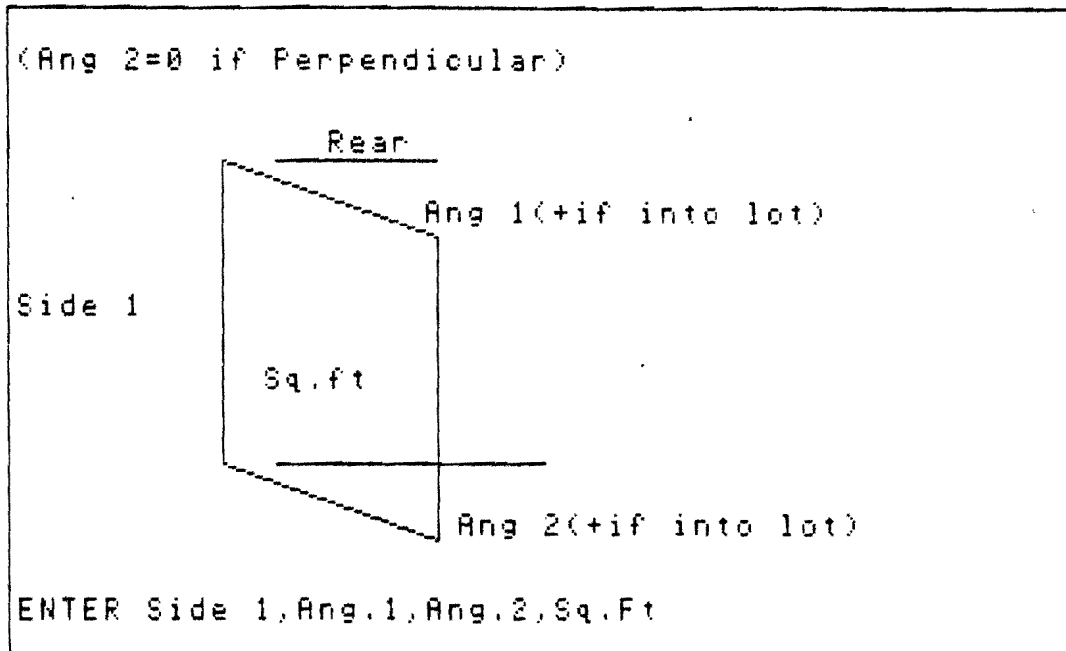 (Ang 2=0 if Perpendicular)
Rear
Ang 1(+if into lot)
Side 1
Sq.ft
Ang 2(+if into lot)
ENTER Side 1,Ang.1,Ang.2,Sq.Ft